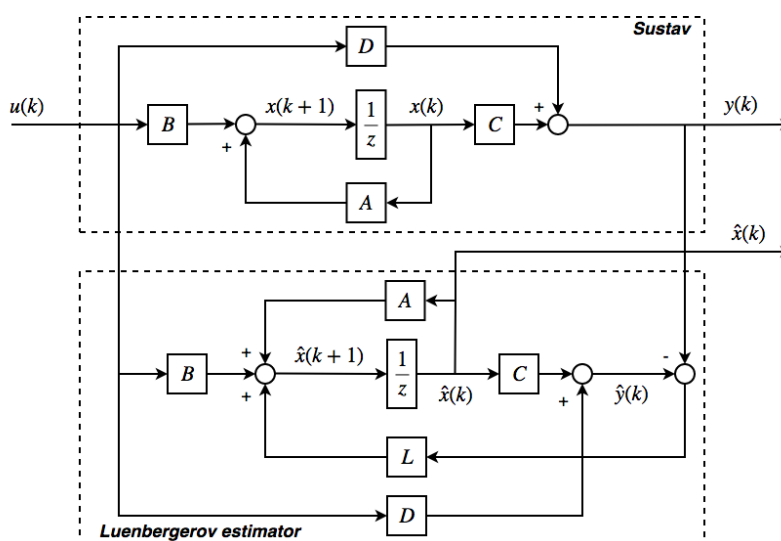 Sustav
D
u(k)
B
x(k+1)
1/z
x(k)
C
+
y(k)
+
A
x̂(k)
A
+
x̂(k+1)
-
B
1/z
C
+
x̂(k)
+
ŷ(k)
L
D
Luenbergerov estimator